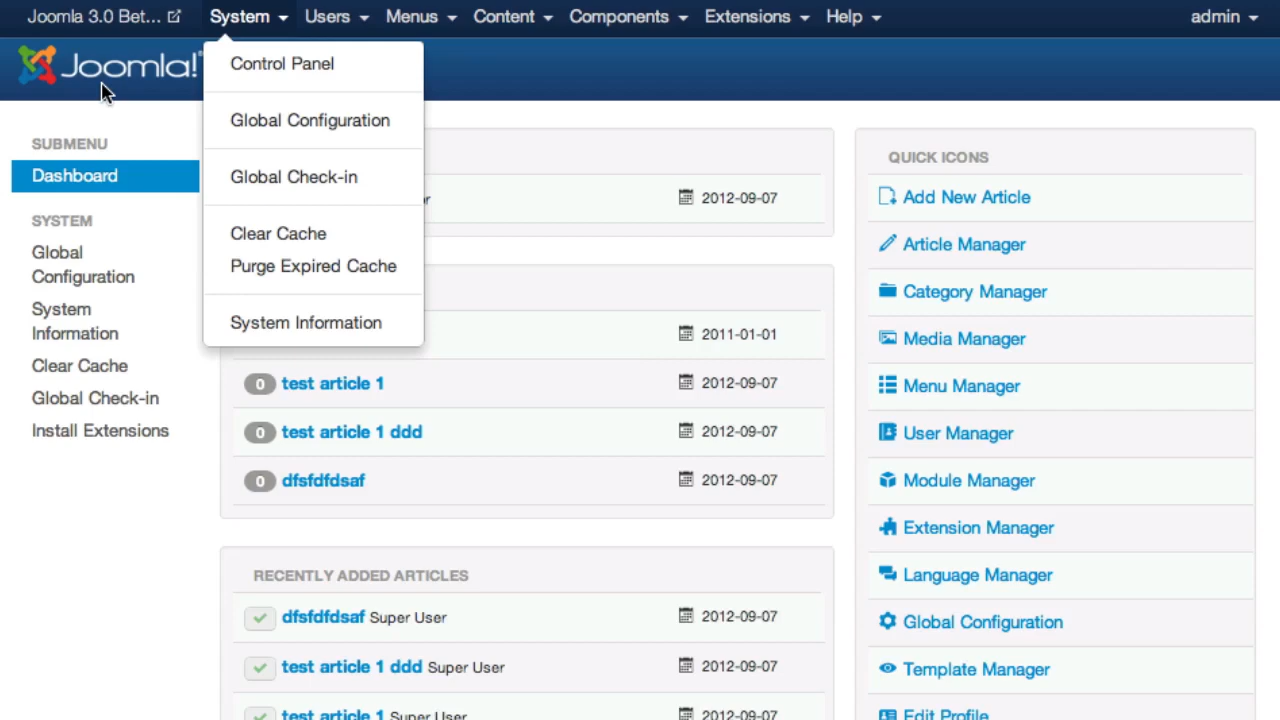 Joomla 3.0 Bet... System Users Menus Content Components Extensions Help admin
Joomla!®
Control Panel
Global Configuration
Global Check-in
Clear Cache
Purge Expired Cache
System Information
SUBMENU
Dashboard
SYSTEM
Global
Configuration
System
Information
Clear Cache
Global Check-in
Install Extensions
2012-09-07
2011-01-01
0 test article 1 2012-09-07
0 test article 1 ddd 2012-09-07
0 dfsfdfdsaf 2012-09-07
RECENTLY ADDED ARTICLES
dfsfdfdsaf Super User 2012-09-07
test article 1 ddd Super User 2012-09-07
test article 1 Super User 2012-09-07
QUICK ICONS
Add New Article
Article Manager
Category Manager
Media Manager
Menu Manager
User Manager
Module Manager
Extension Manager
Language Manager
Global Configuration
Template Manager
Edit Profile